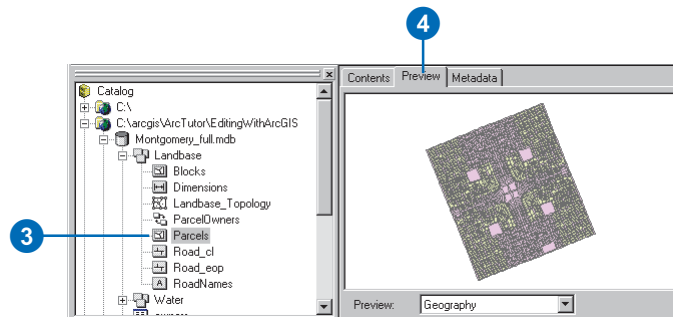 4
Contents Preview Metadata
Catalog
C:\
C:\arcgis\ArcTutor\EditingWithArcGIS
Montgomery_full.mdb
Landbase
Blocks
Dimensions
Landbase_Topology
ParcelOwners
3
Parcels
Road_cl
Road_eop
A RoadNames
Water
Preview: Geography